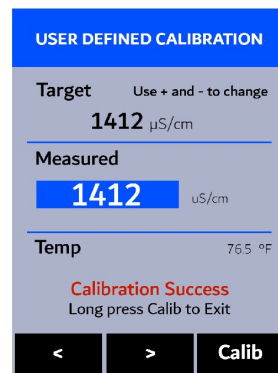 USER DEFINED CALIBRATION
Target Use + and - to change
1412 µS/cm
Measured
1412 uS/cm
Temp 76.5 °F
Calibration Success
Long press Calib to Exit
< > Calib